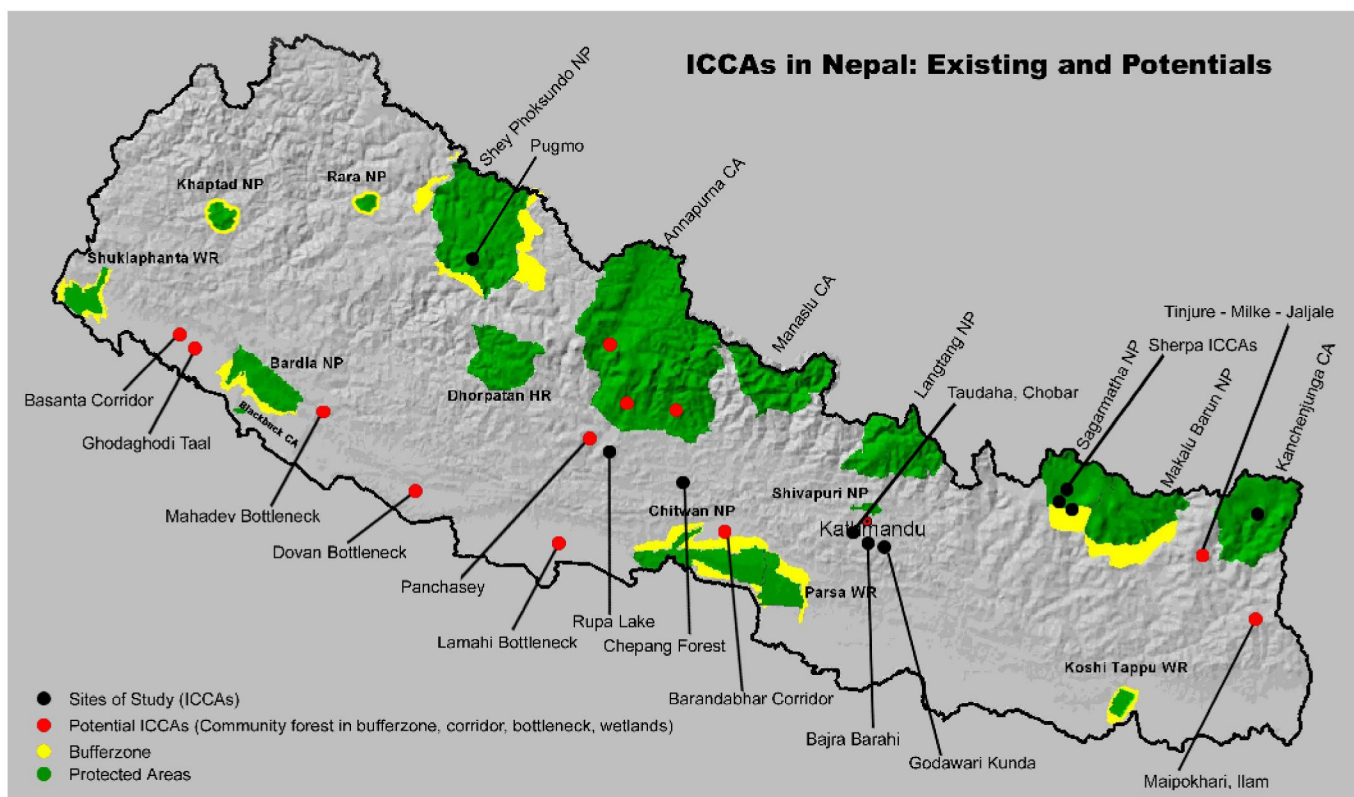 ICCAs in Nepal: Existing and Potentials
Shey Phoksundo NP
Pugmo
Khaptad NP
Rara NP
Annapurna CA
Shuklaphanta WR
Manaslu CA
Langtang NP
Tinjure - Milke - Jaljale
Sherpa ICCAs
Sagarmatha NP
Taudaha, Chobar
Makalu Barun NP
Kanchenjunga CA
Bardia NP
Dhorpatan HR
Basanta Corridor
Blackbuck CA
Ghodaghodi Taal
Shivapuri NP
Mahadev Bottleneck
Chitwan NP
Kathmandu
Dovan Bottleneck
Panchasey
Parsa WR
Rupa Lake
Lamahi Bottleneck
Chepang Forest
Koshi Tappu WR
Barandabhar Corridor
Bajra Barahi
Godawari Kunda
Maipokhari, Ilam
Sites of Study (ICCAs)
Potential ICCAs (Community forest in bufferzone, corridor, bottleneck, wetlands)
Bufferzone
Protected Areas